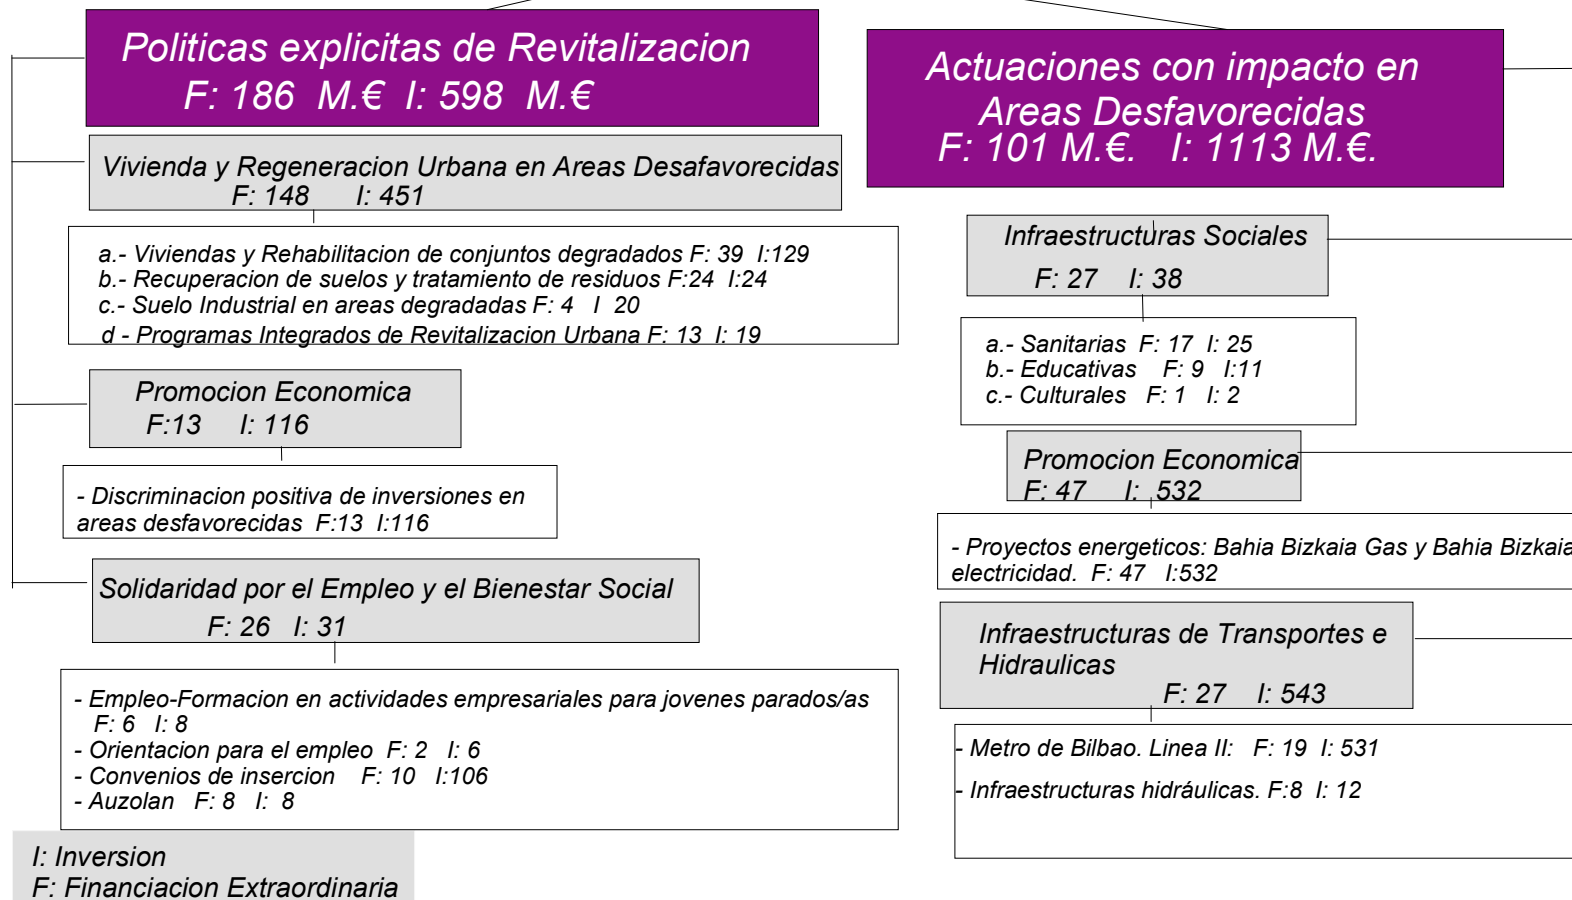 Politicas explicitas de Revitalizacion
F: 186 M.€ I: 598 M.€
Vivienda y Regeneracion Urbana en Areas Desafavorecidas
F: 148 I: 451
a.- Viviendas y Rehabilitacion de conjuntos degradados F: 39 I:129
b.- Recuperacion de suelos y tratamiento de residuos F:24 I:24
c.- Suelo Industrial en areas degradadas F: 4 I 20
d - Programas Integrados de Revitalizacion Urbana F: 13 I: 19
Promocion Economica
F:13 I: 116
- Discriminacion positiva de inversiones en
areas desfavorecidas F:13 I:116
Solidaridad por el Empleo y el Bienestar Social
F: 26 I: 31
- Empleo-Formacion en actividades empresariales para jovenes parados/as
F: 6 I: 8
- Orientacion para el empleo F: 2 I: 6
- Convenios de insercion F: 10 I:106
- Auzolan F: 8 I: 8
I: Inversion
F: Financiacion Extraordinaria
Actuaciones con impacto en
Areas Desfavorecidas
F: 101 M.€. I: 1113 M.€.
Infraestructuras Sociales
F: 27 I: 38
a.- Sanitarias F: 17 I: 25
b.- Educativas F: 9 I:11
c.- Culturales F: 1 I: 2
Promocion Economica
F: 47 I: 532
- Proyectos energeticos: Bahia Bizkaia Gas y Bahia Bizkaia
electricidad. F: 47 I:532
Infraestructuras de Transportes e
Hidraulicas
F: 27 I: 543
- Metro de Bilbao. Linea II: F: 19 I: 531
- Infraestructuras hidráulicas. F:8 I: 12